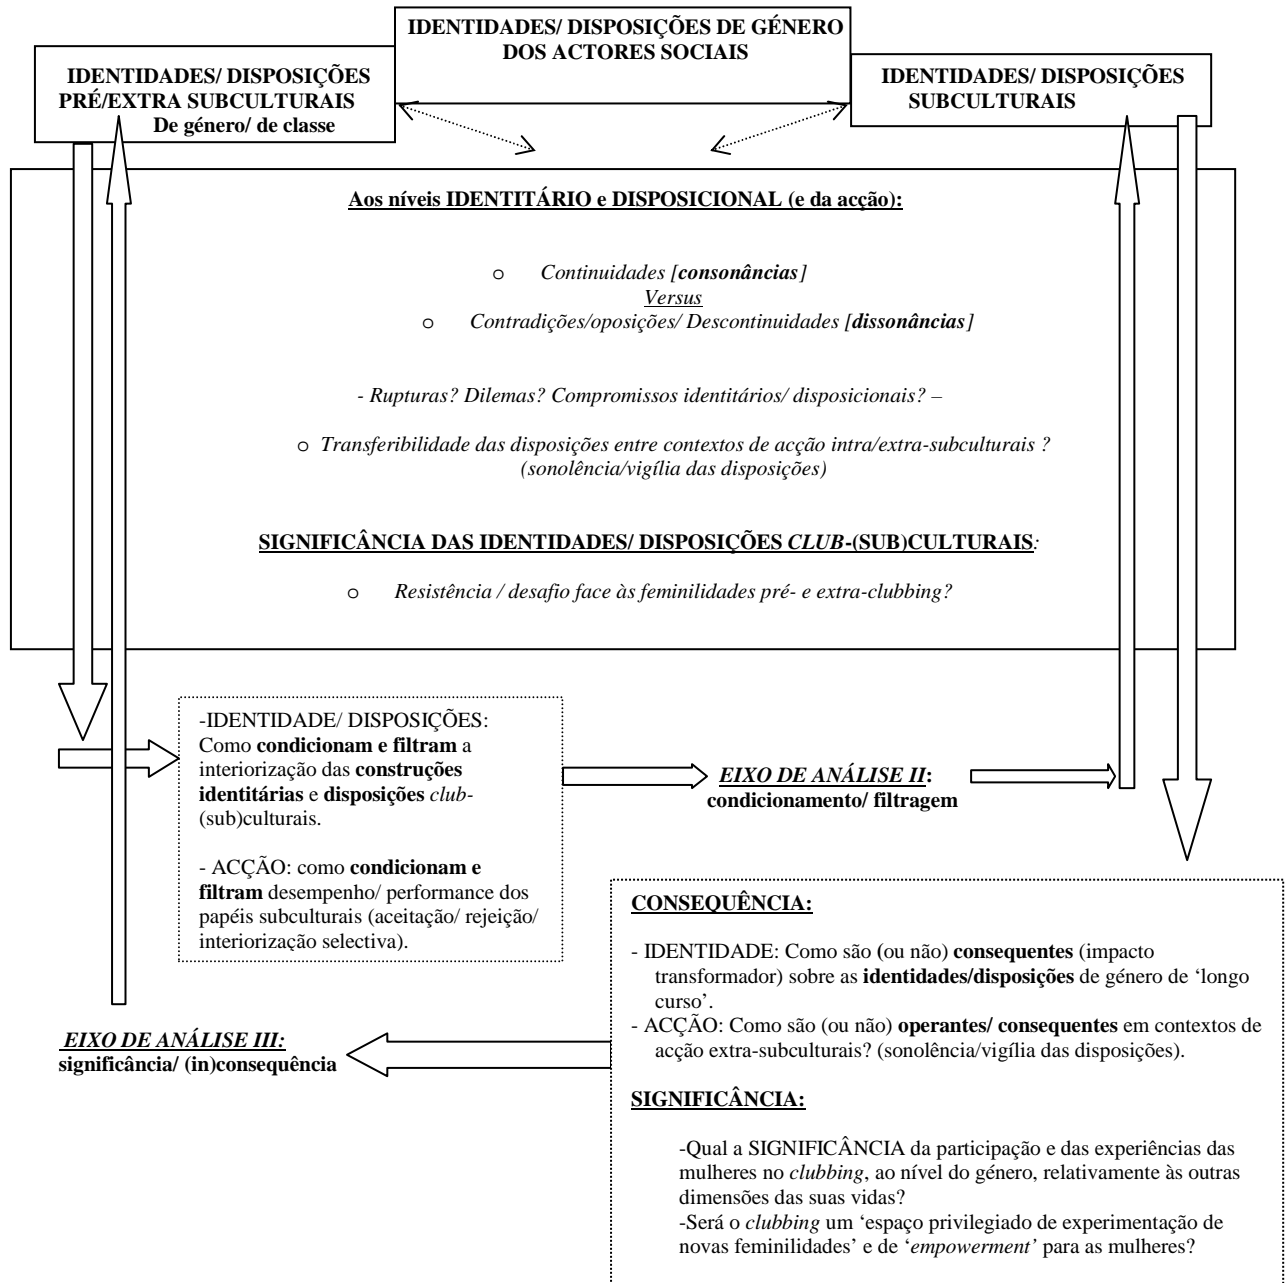 IDENTIDADES/ DISPOSIÇÕES DE GÉNERO
DOS ACTORES SOCIAIS
IDENTIDADES/ DISPOSIÇÕES
PRÉ/EXTRA SUBCULTURAIS
De género/ de classe
IDENTIDADES/ DISPOSIÇÕES
SUBCULTURAIS
Aos níveis IDENTITÁRIO e DISPOSICIONAL (e da acção):
o Continuidades [consonâncias]
Versus
o Contradições/oposições/ Descontinuidades [dissonâncias]
- Rupturas? Dilemas? Compromissos identitários/ disposicionais? –
o Transferibilidade das disposições entre contextos de acção intra/extra-subculturais ?
(sonolência/vigília das disposições)
SIGNIFICÂNCIA DAS IDENTIDADES/ DISPOSIÇÕES CLUB-(SUB)CULTURAIS:
o Resistência / desafio face às feminilidades pré- e extra-clubbing?
-IDENTIDADE/ DISPOSIÇÕES:
Como condicionam e filtram a
interiorização das construções
identitárias e disposições club-
(sub)culturais.
- ACÇÃO: como condicionam e
filtram desempenho/ performance dos
papéis subculturais (aceitação/ rejeição/
interiorização selectiva).
EIXO DE ANÁLISE II:
condicionamento/ filtragem
EIXO DE ANÁLISE III:
significância/ (in)consequência
CONSEQUÊNCIA:
- IDENTIDADE: Como são (ou não) consequentes (impacto
transformador) sobre as identidades/disposições de género de ‘longo
curso’.
- ACÇÃO: Como são (ou não) operantes/ consequentes em contextos de
acção extra-subculturais? (sonolência/vigília das disposições).
SIGNIFICÂNCIA:
-Qual a SIGNIFICÂNCIA da participação e das experiências das
mulheres no clubbing, ao nível do género, relativamente às outras
dimensões das suas vidas?
-Será o clubbing um ‘espaço privilegiado de experimentação de
novas feminilidades’ e de ‘empowerment’ para as mulheres?